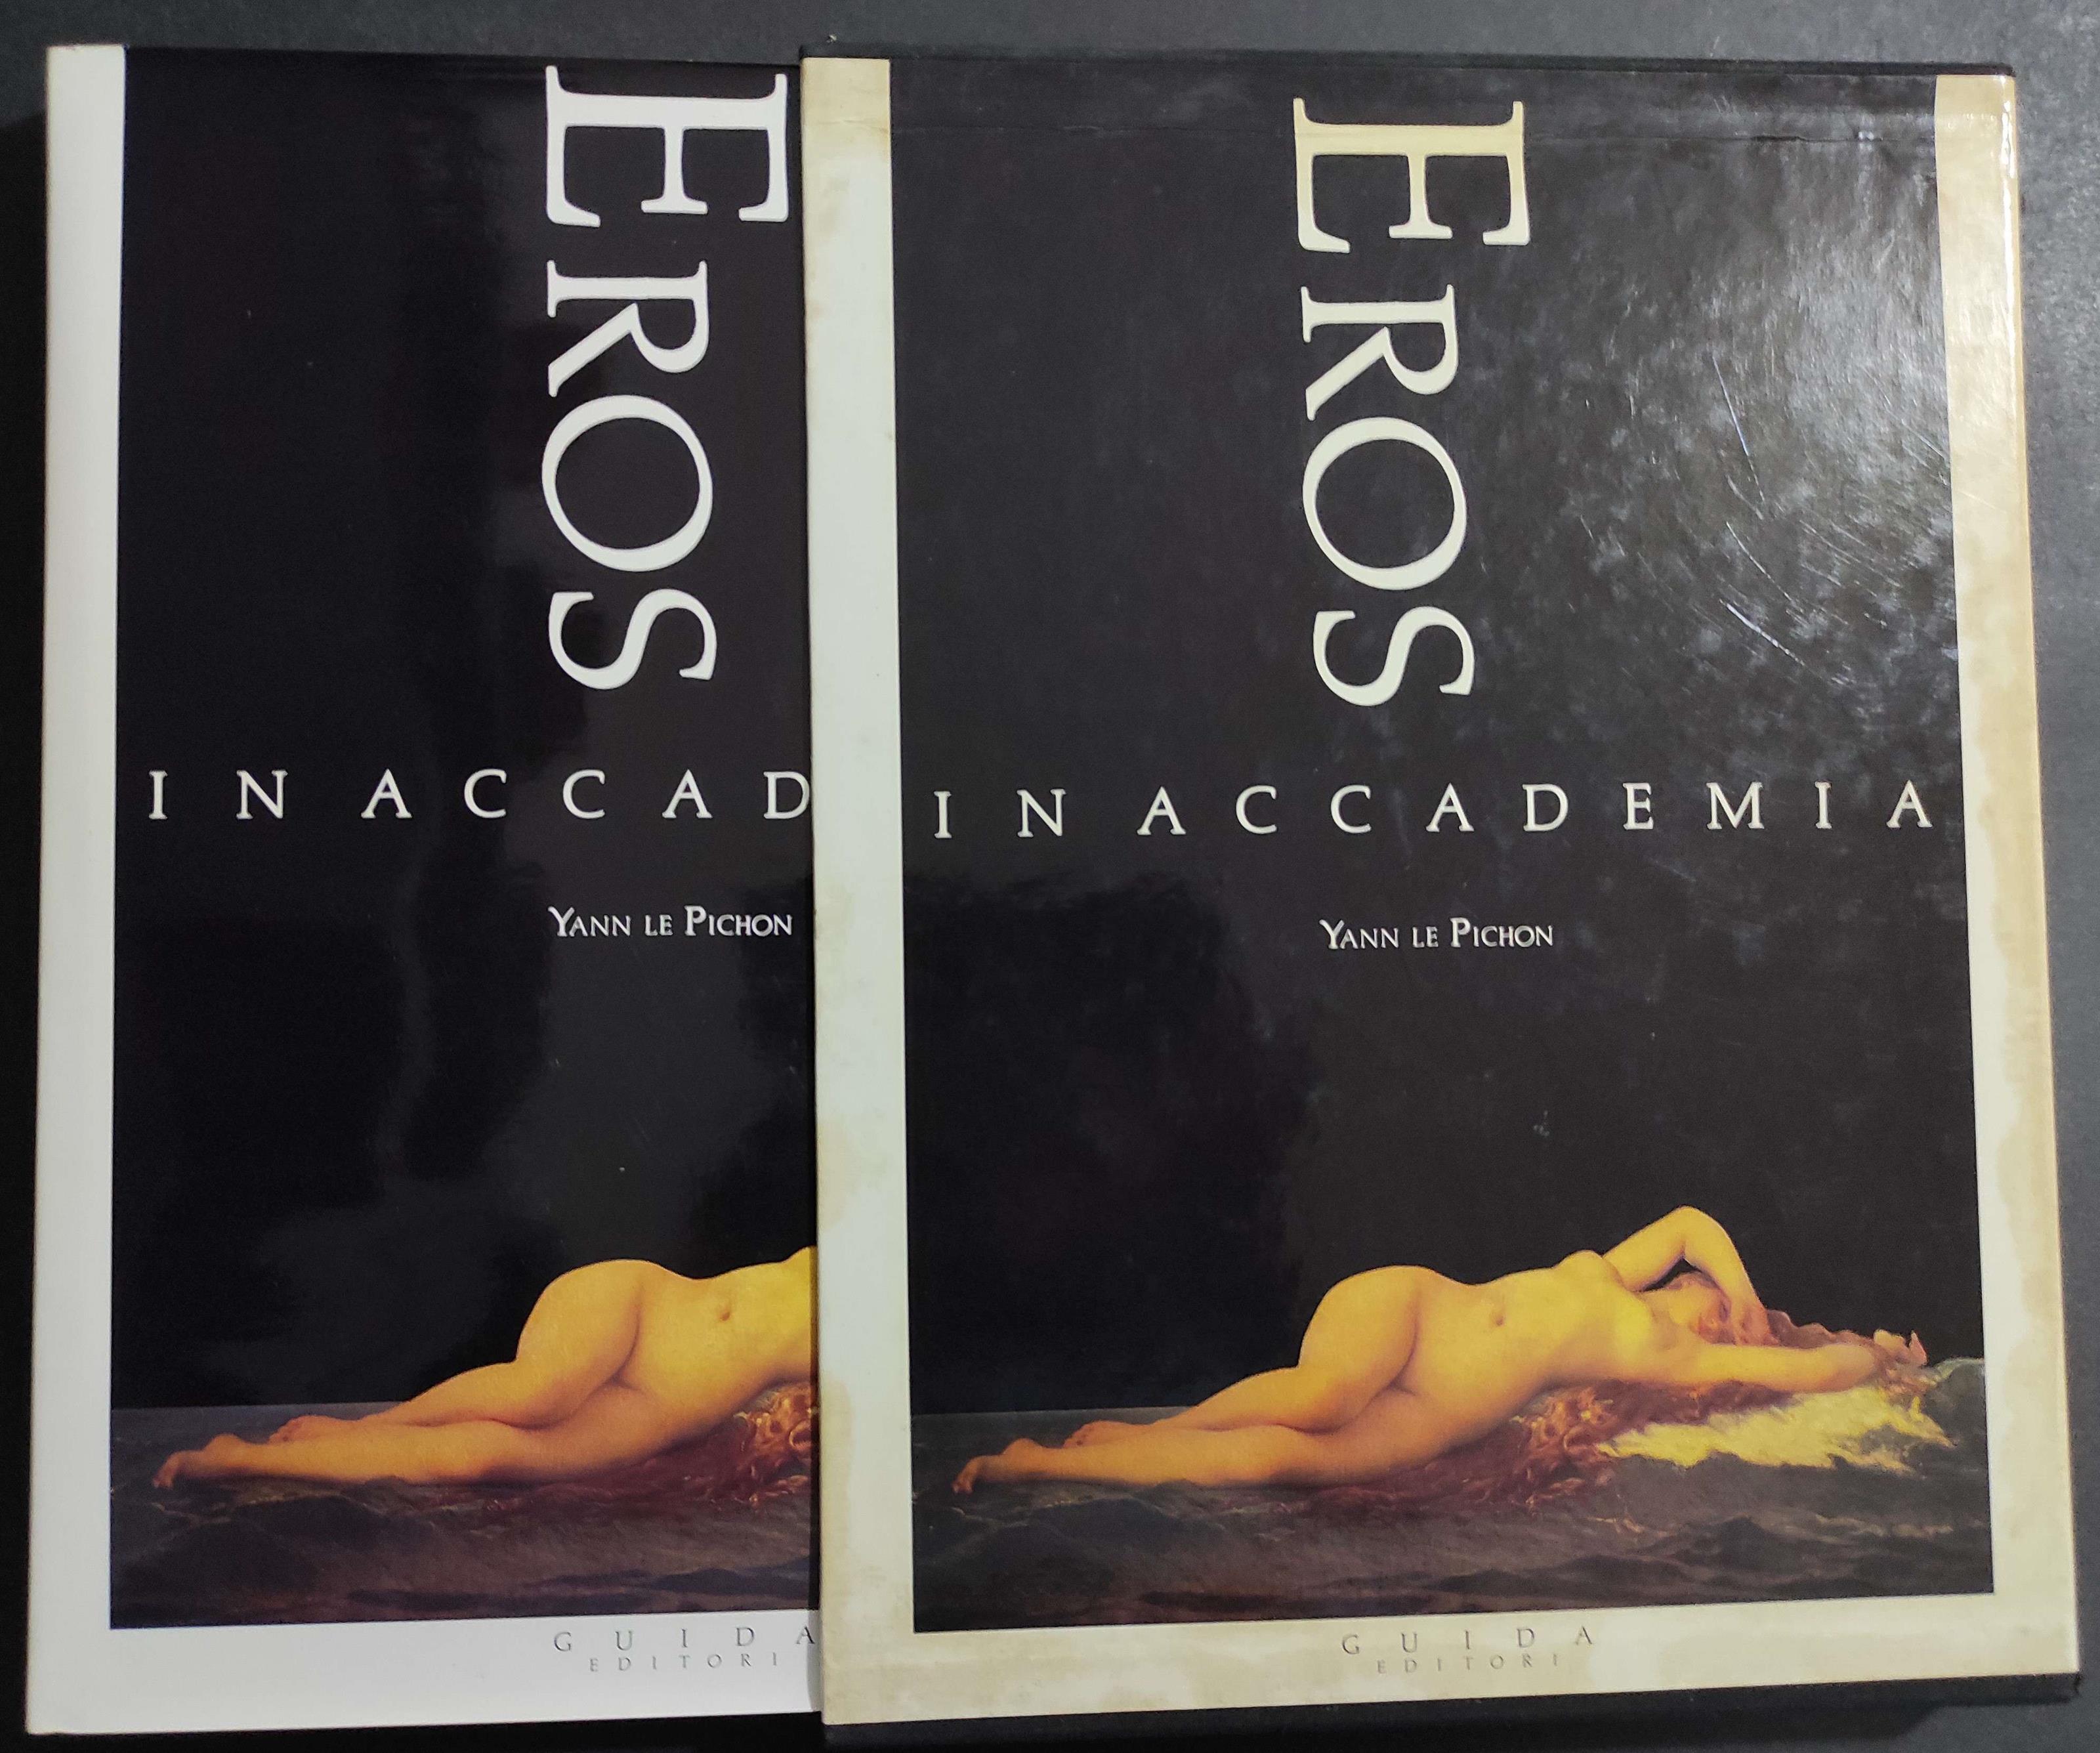 EROS
IN ACCAD
YANN LE PICHON
GUIDA
EDITORI
EROS
IN ACCADEMIA
YANN LE PICHON
GUIDA
EDITORI